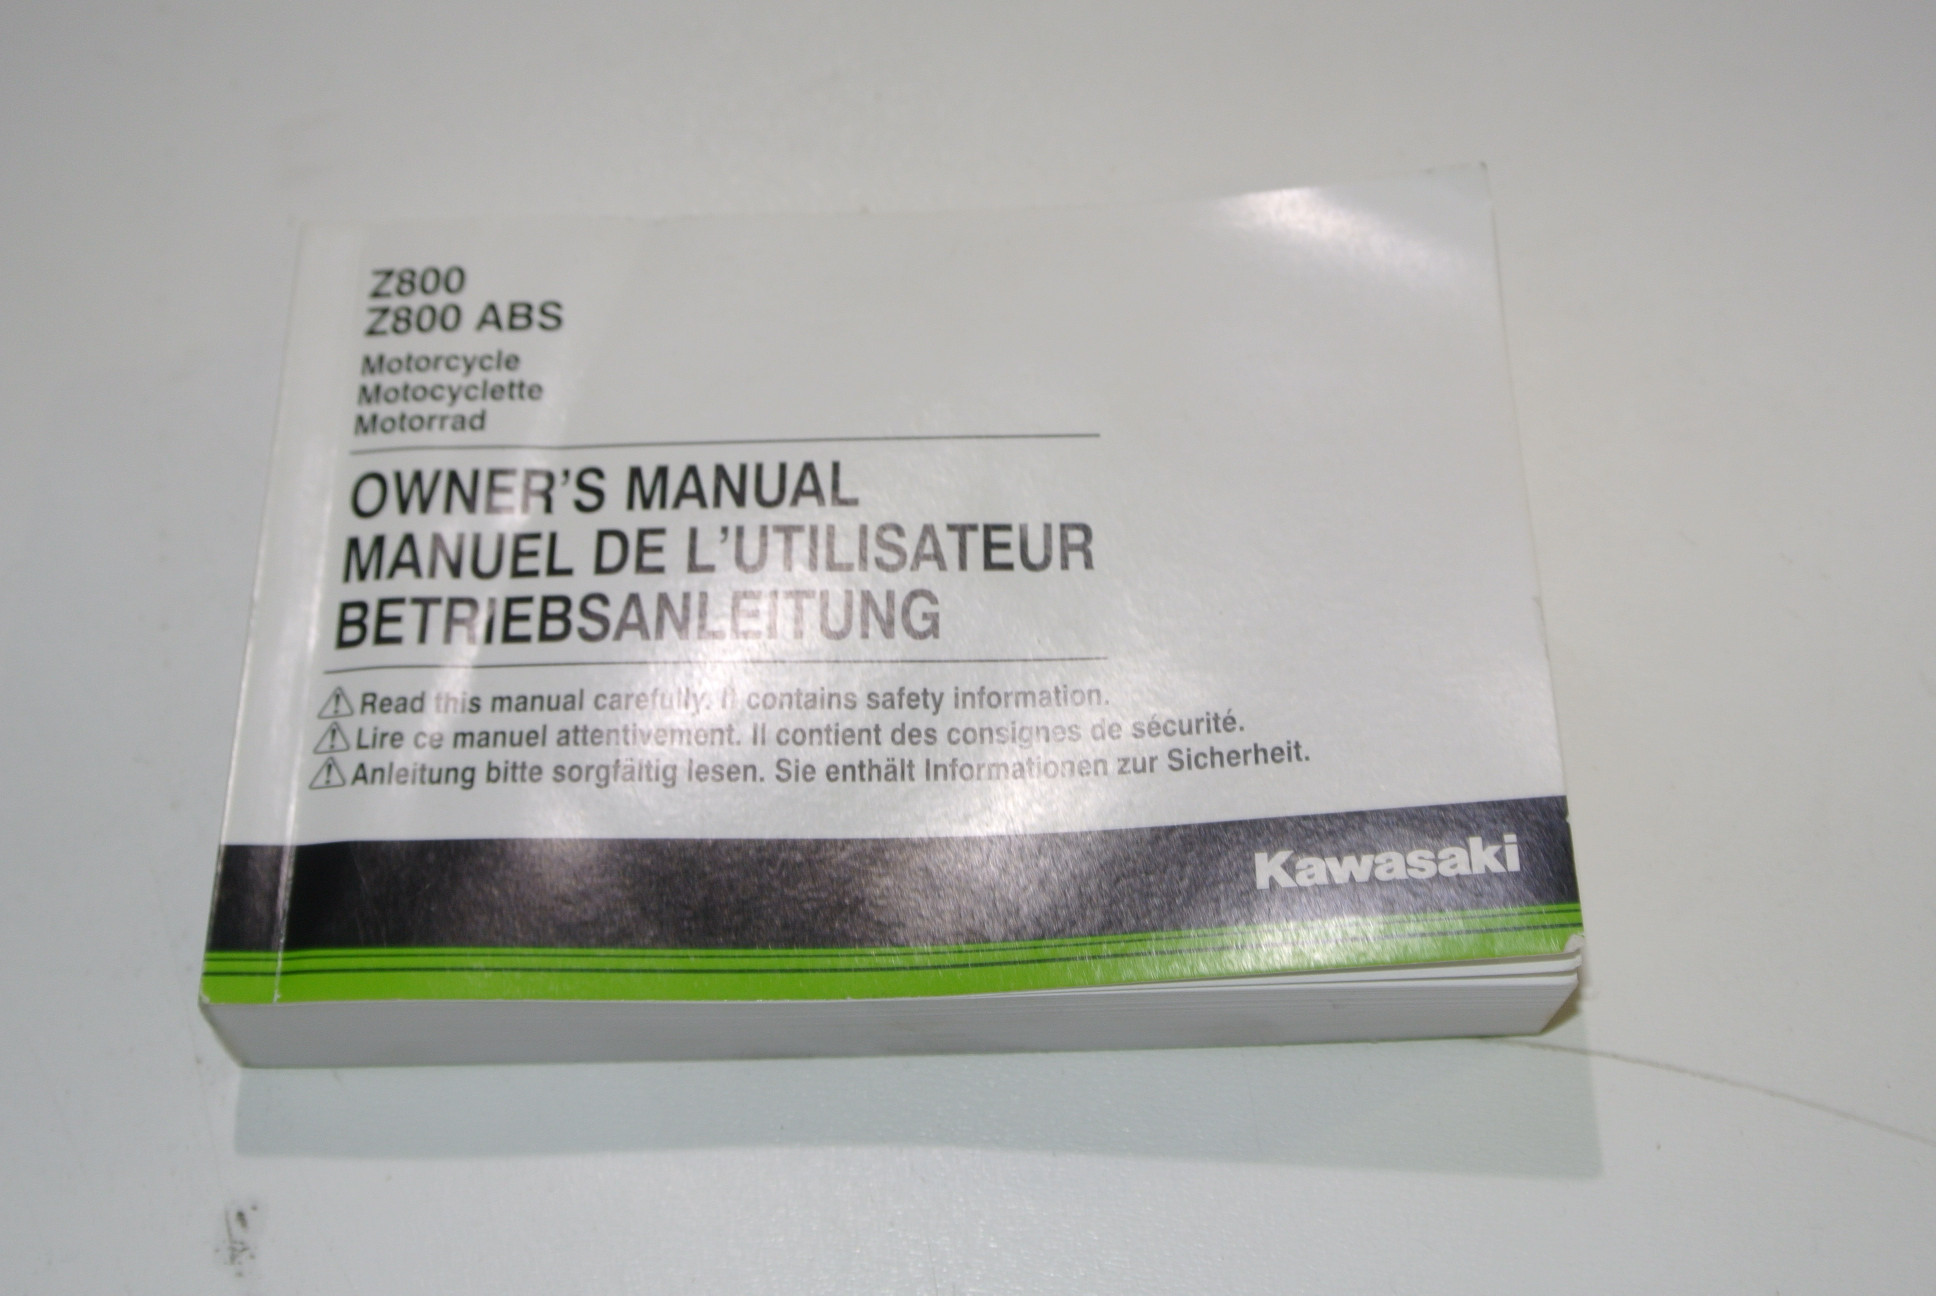 Z800
Z800 ABS
Motorcycle
Motocyclette
Motorrad
OWNER'S MANUAL
MANUEL DE L'UTILISATEUR
BETRIEBSANLEITUNG
⚠Read this manual carefully. It contains safety information.
⚠Lire ce manuel attentivement. Il contient des consignes de sécurité.
⚠Anleitung bitte sorgfältig lesen. Sie enthält Informationen zur Sicherheit.
Kawasaki